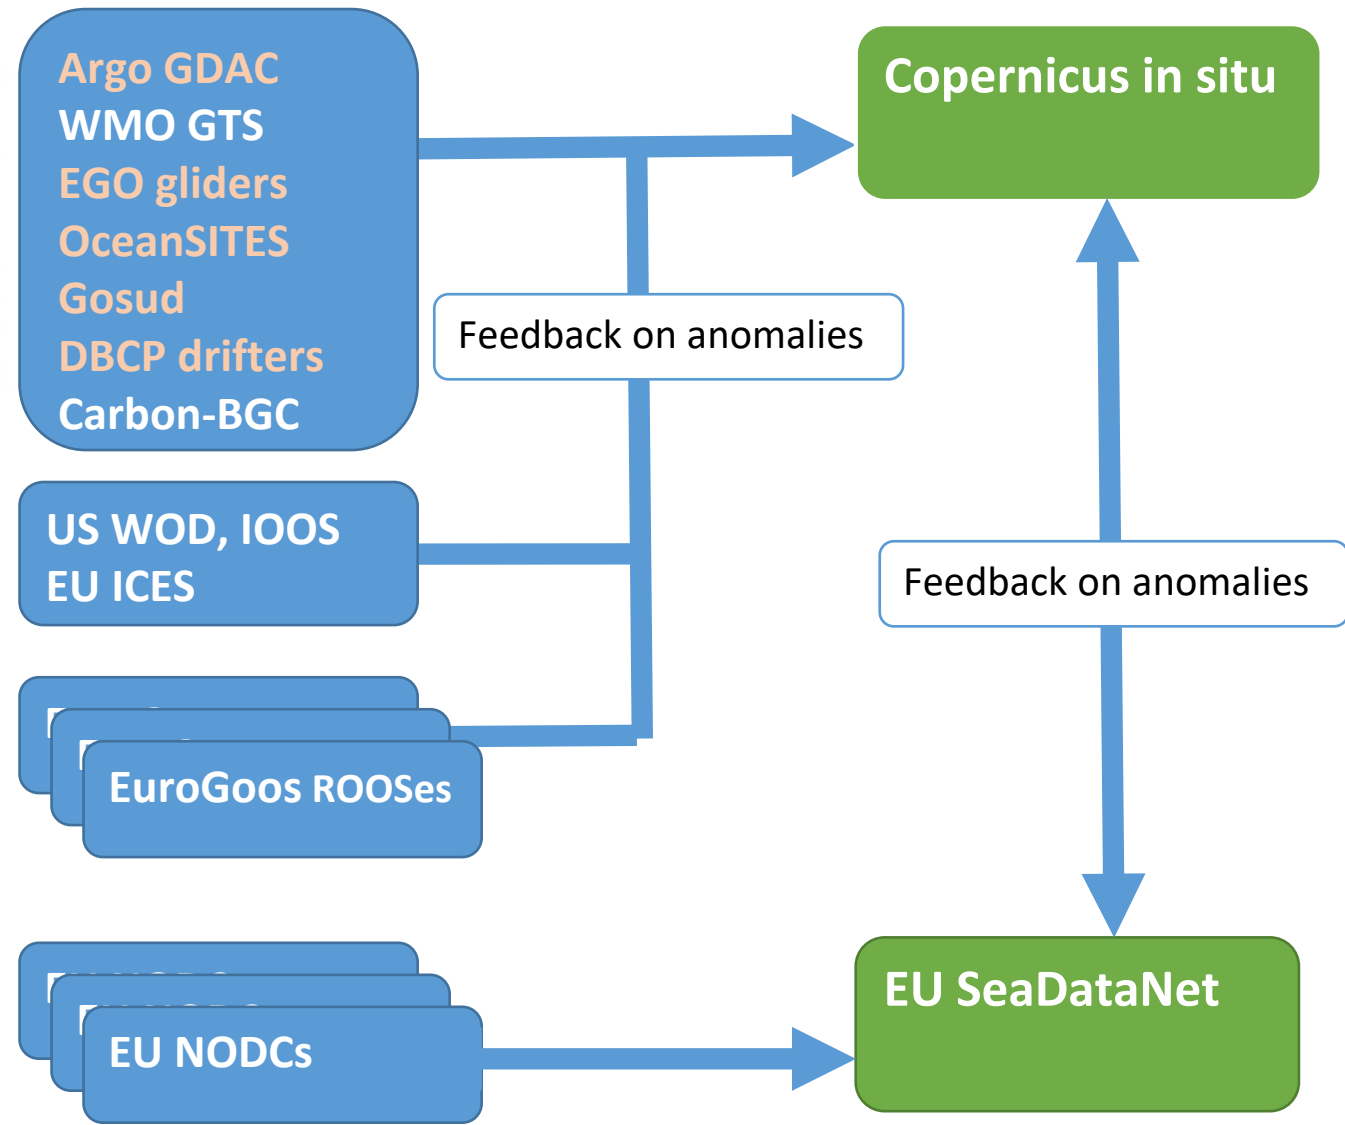 Argo GDAC
WMO GTS
EGO gliders
OceanSITES
Gosud
DBCP drifters
Carbon-BGC
Copernicus in situ
Feedback on anomalies
US WOD, IOOS
EU ICES
Feedback on anomalies
EuroGoos ROOSes
EU NODCs
EU SeaDataNet